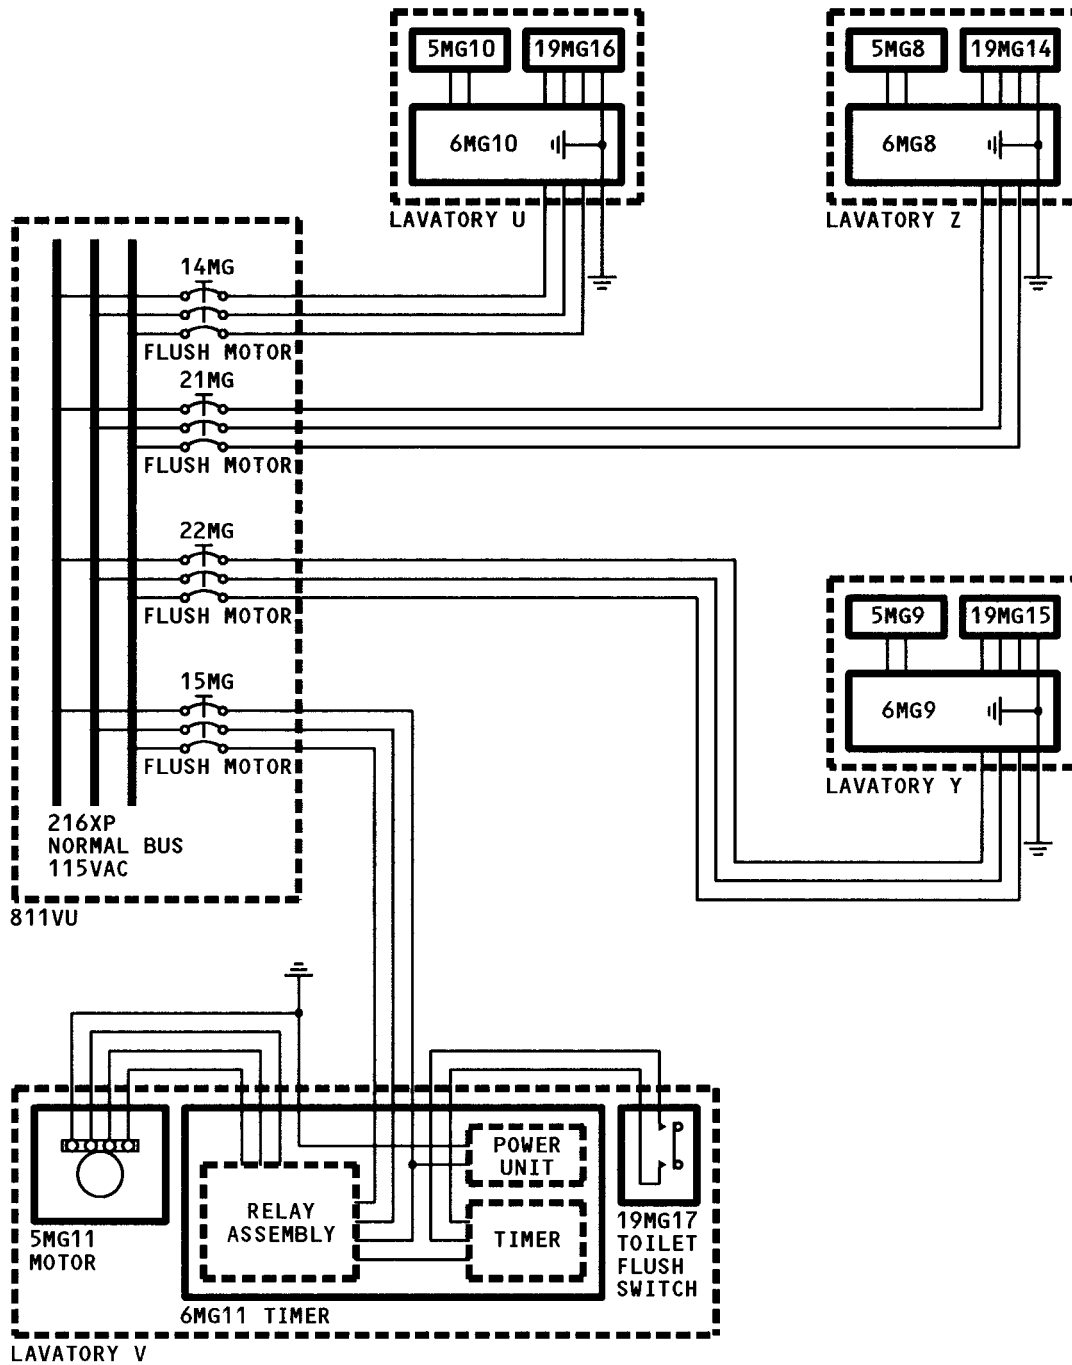 5MG10
19MG16
6MG10
LAVATORY U
5MG8
19MG14
6MG8
LAVATORY Z
14MG
FLUSH MOTOR
21MG
FLUSH MOTOR
22MG
FLUSH MOTOR
15MG
FLUSH MOTOR
216XP
NORMAL BUS
115VAC
811VU
5MG9
19MG15
6MG9
LAVATORY Y
5MG11
MOTOR
RELAY
ASSEMBLY
POWER
UNIT
TIMER
6MG11 TIMER
19MG17
TOILET
FLUSH
SWITCH
LAVATORY V